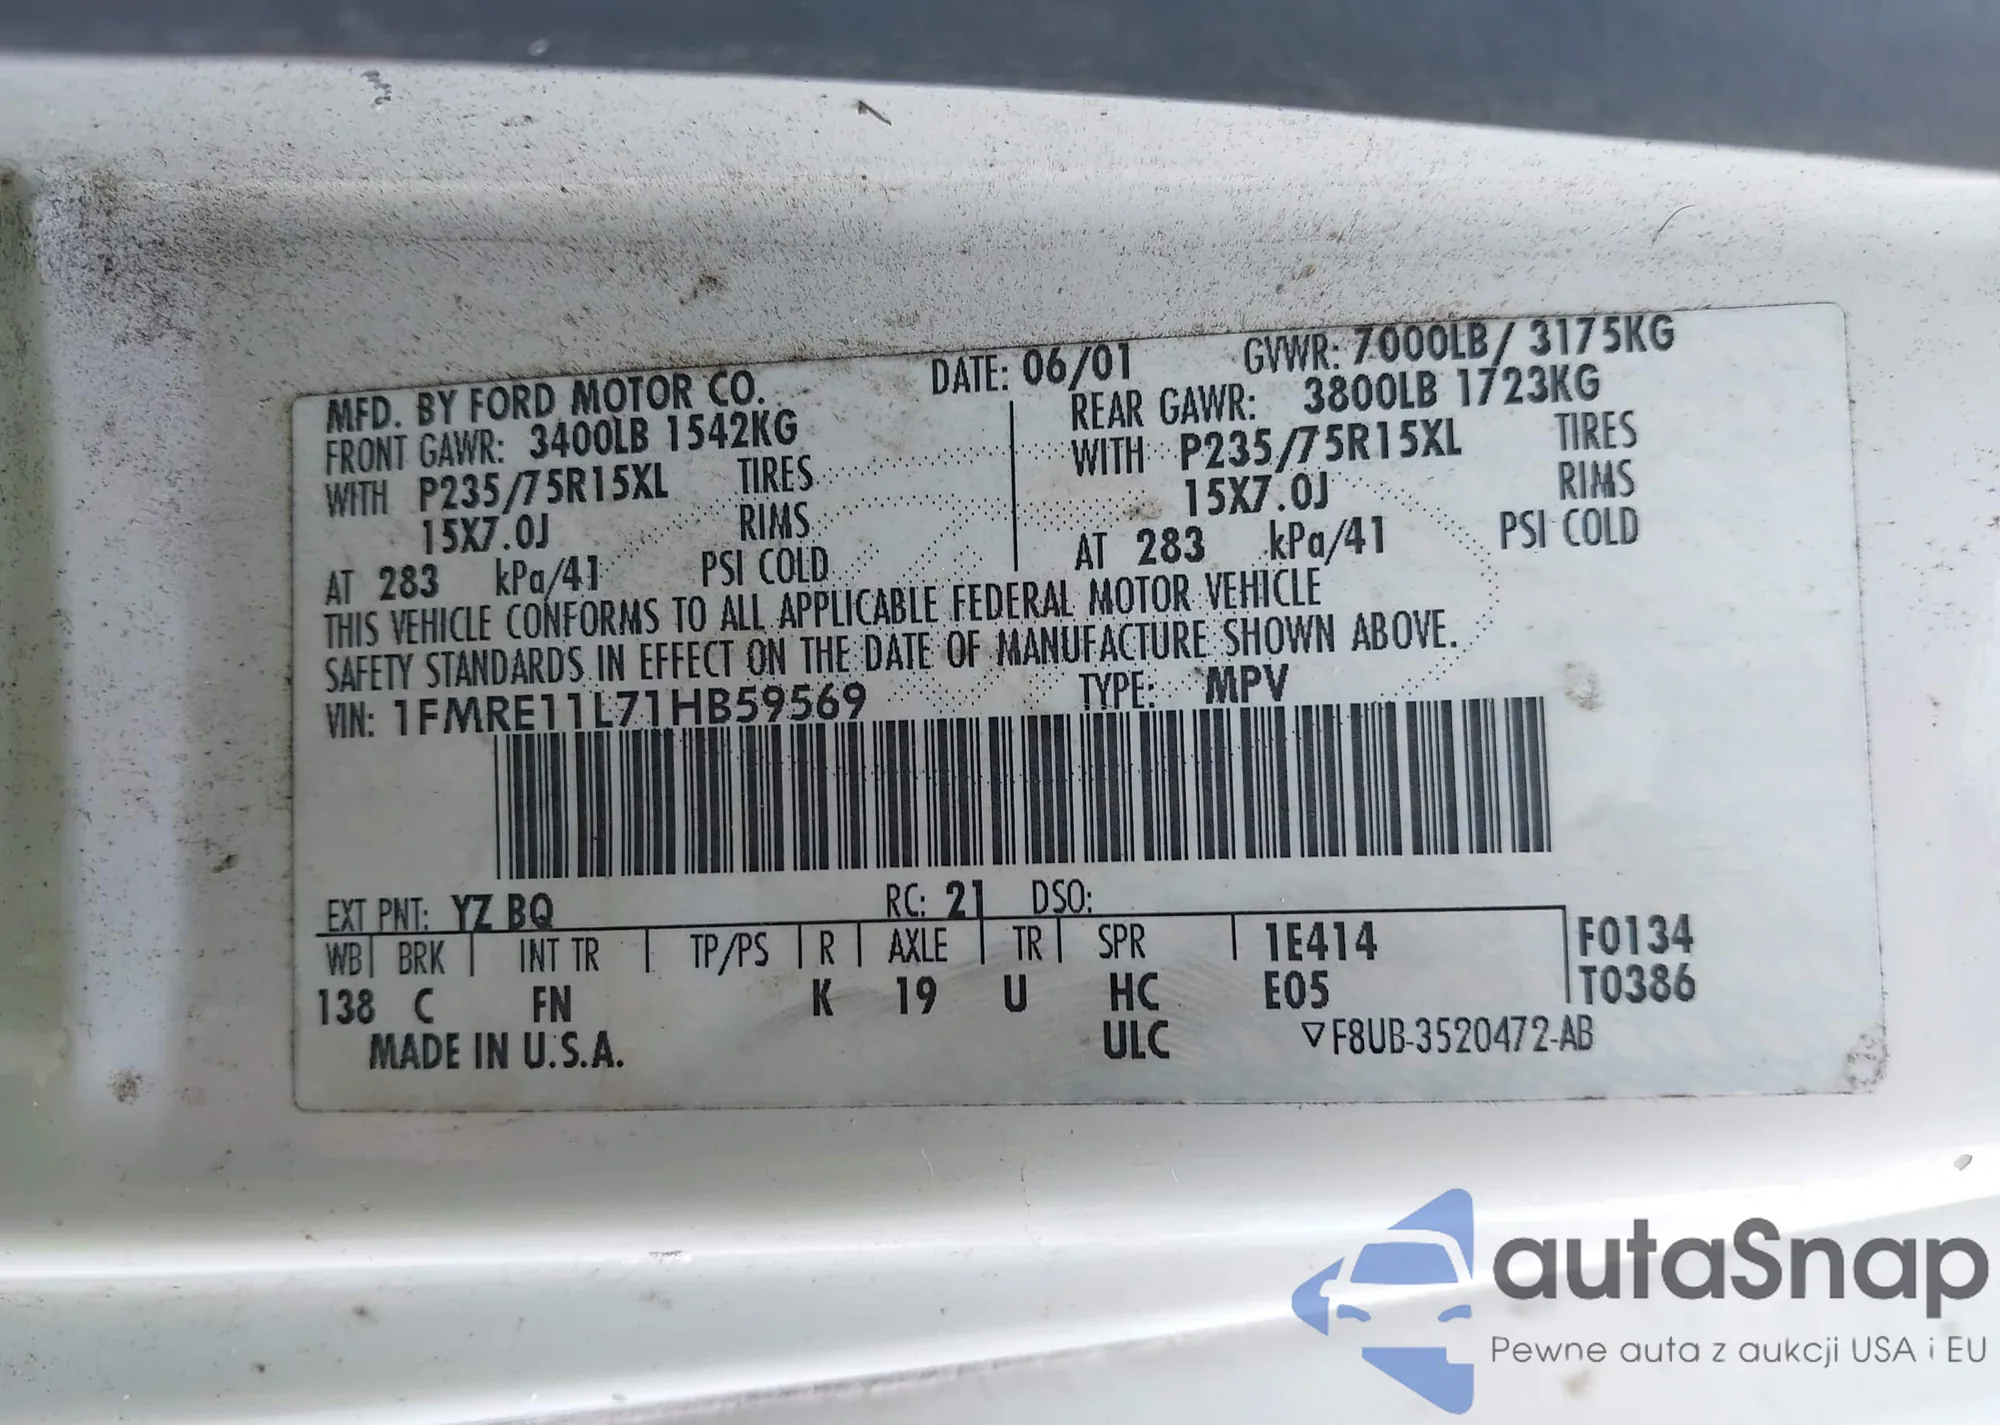 MFD. BY FORD MOTOR CO. DATE: 06/01 GVWR: 7000LB/ 3175KG
FRONT GAWR: 3400LB 1542KG REAR GAWR: 3800LB 1723KG
WITH P235/75R15XL TIRES WITH P235/75R15XL TIRES
15X7.0J RIMS 15X7.0J RIMS
AT 283 kPa/41 PSI COLD AT 283 kPa/41 PSI COLD
THIS VEHICLE CONFORMS TO ALL APPLICABLE FEDERAL MOTOR VEHICLE
SAFETY STANDARDS IN EFFECT ON THE DATE OF MANUFACTURE SHOWN ABOVE.
VIN: 1FMRE11L71HB59569 TYPE: MPV
EXT PNT: YZ BQ RC: 21 DSO:
WB BRK INT TR TP/PS R AXLE TR SPR 1E414 F0134
138 C FN K 19 U HC E05 T0386
MADE IN U.S.A. ULC ▽F8UB-3520472-AB
autaSnap
Pewne auta z aukcji USA i EU